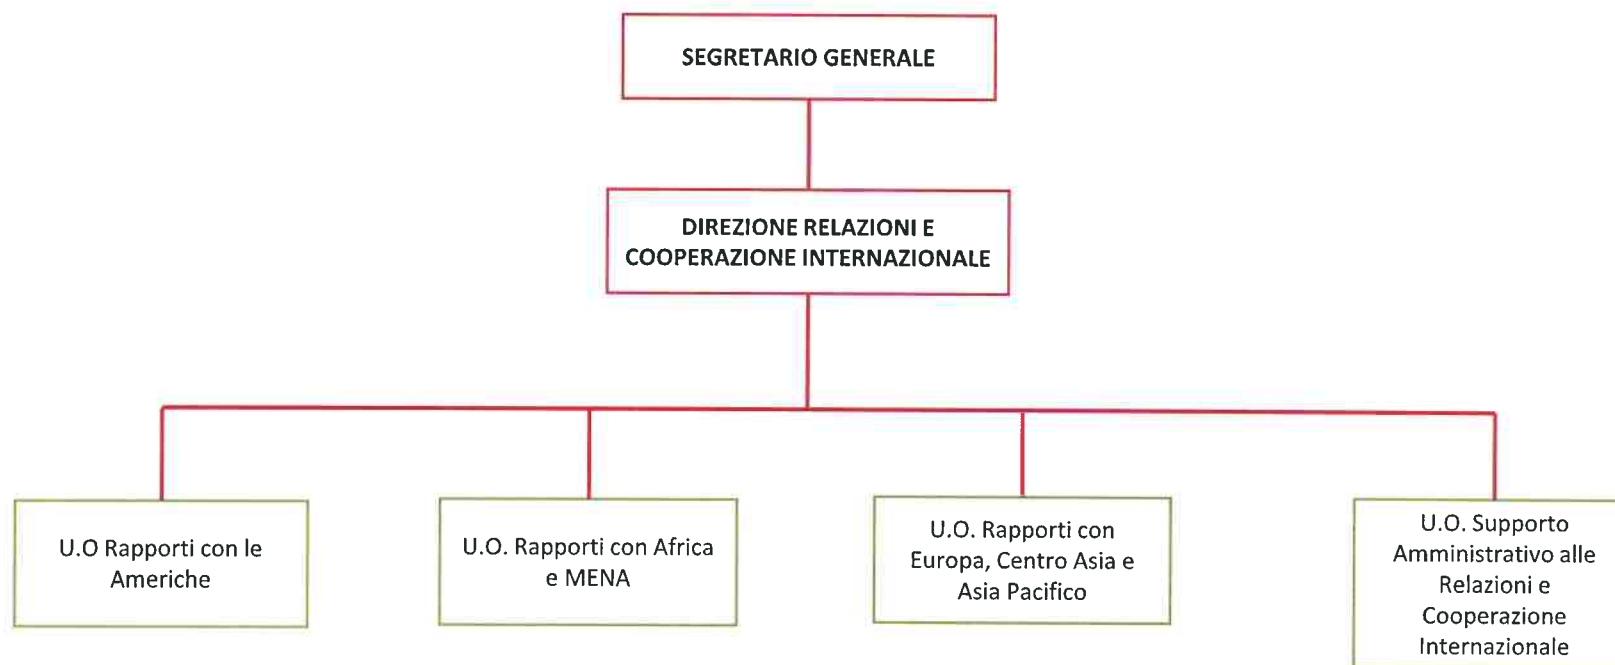 SEGRETARIO GENERALE
DIREZIONE RELAZIONI E
COOPERAZIONE INTERNAZIONALE
U.O Rapporti con le
Americhe
U.O. Rapporti con Africa
e MENA
U.O. Rapporti con
Europa, Centro Asia e
Asia Pacifico
U.O. Supporto
Amministrativo alle
Relazioni e
Cooperazione
Internazionale